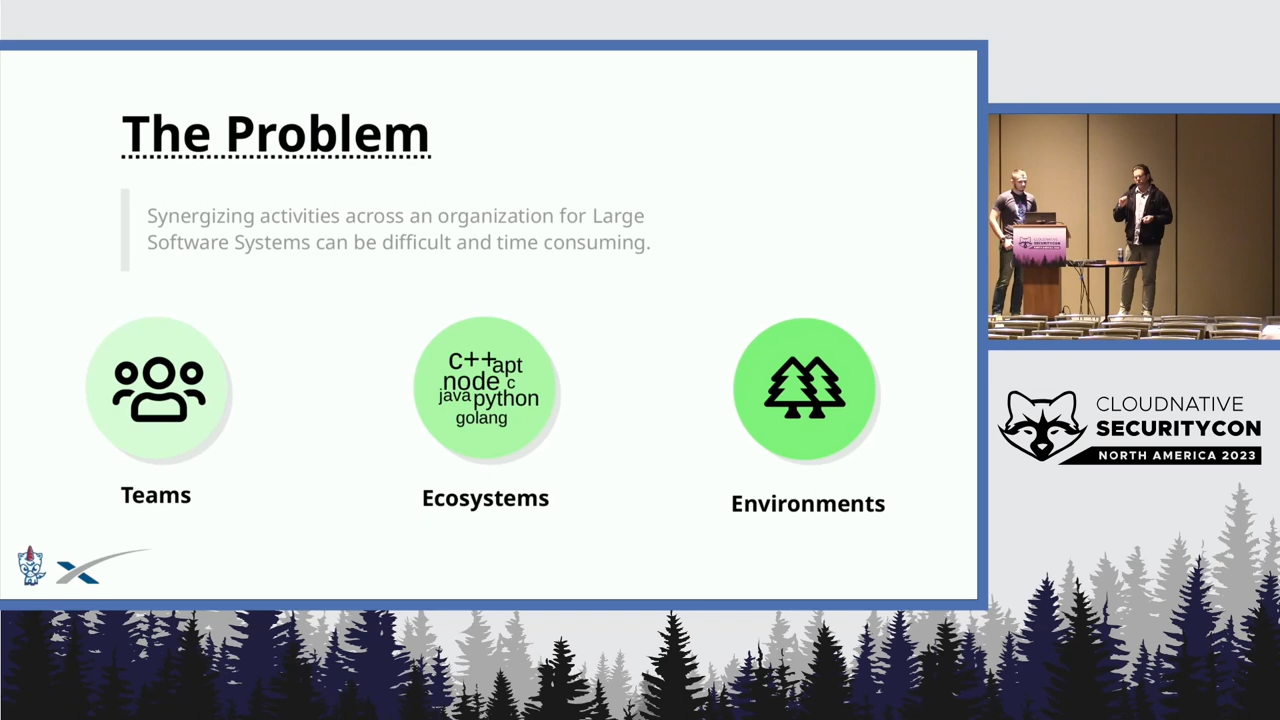 The Problem
Synergizing activities across an organization for Large
Software Systems can be difficult and time consuming.
c++
apt
node
c
java
python
golang
Teams
Ecosystems
Environments
CLOUDNATIVE
SECURITYCON
NORTH AMERICA 2023